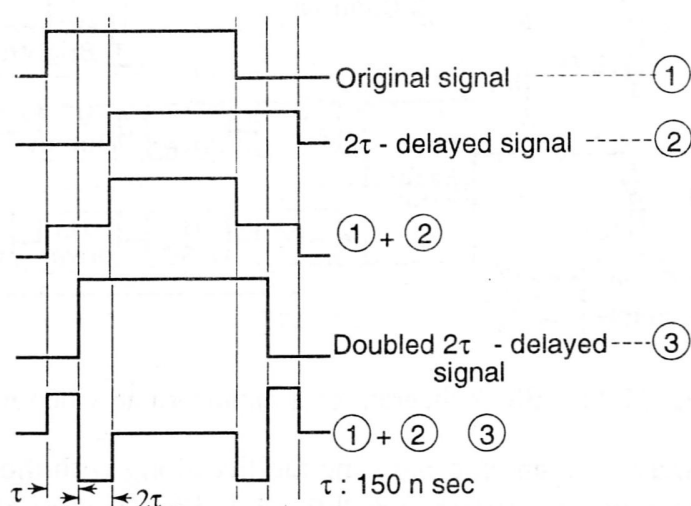 Original signal ------------ ①
2τ - delayed signal ------ ②
① + ②
Doubled 2τ - delayed ---- ③
signal
① + ② ③
τ 2τ τ : 150 n sec